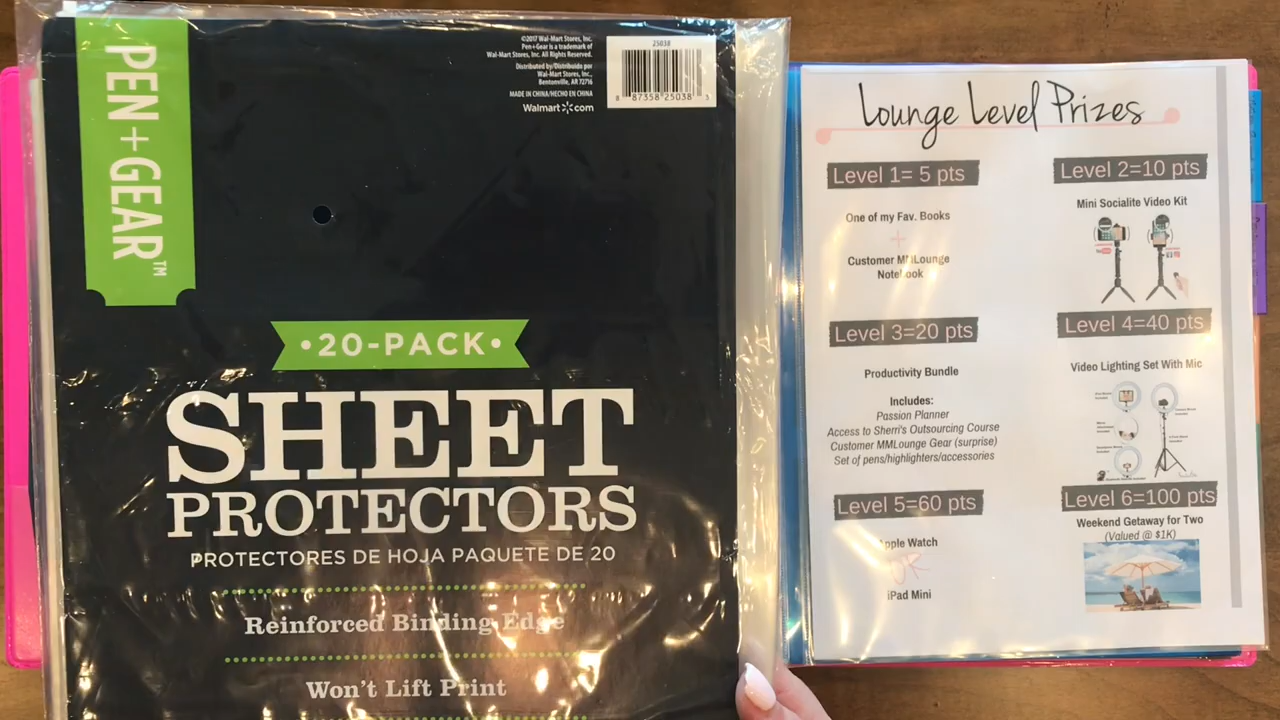 PEN+GEAR™
©2017 Wal-Mart Stores, Inc.
Pen+Gear is a trademark of
Wal-Mart Stores, Inc. All Rights Reserved.
Distributed by/Distribuido por
Wal-Mart Stores, Inc.,
Bentonville, AR 72716
MADE IN CHINA/HECHO EN CHINA
Walmart.com
25038
8 87358 25038 3
•20-PACK•
SHEET
PROTECTORS
PROTECTORES DE HOJA PAQUETE DE 20
Reinforced Binding Edge
Won't Lift Print
Lounge Level Prizes
Level 1= 5 pts
One of my Fav. Books
+
Customer MMLounge
Notebook
Level 2=10 pts
Mini Socialite Video Kit
Level 3=20 pts
Productivity Bundle
Includes:
Passion Planner
Access to Sherri's Outsourcing Course
Customer MMLounge Gear (surprise)
Set of pens/highlighters/accessories
Level 4=40 pts
Video Lighting Set With Mic
Level 5=60 pts
Apple Watch
OR
iPad Mini
Level 6=100 pts
Weekend Getaway for Two
(Valued @ $1K)